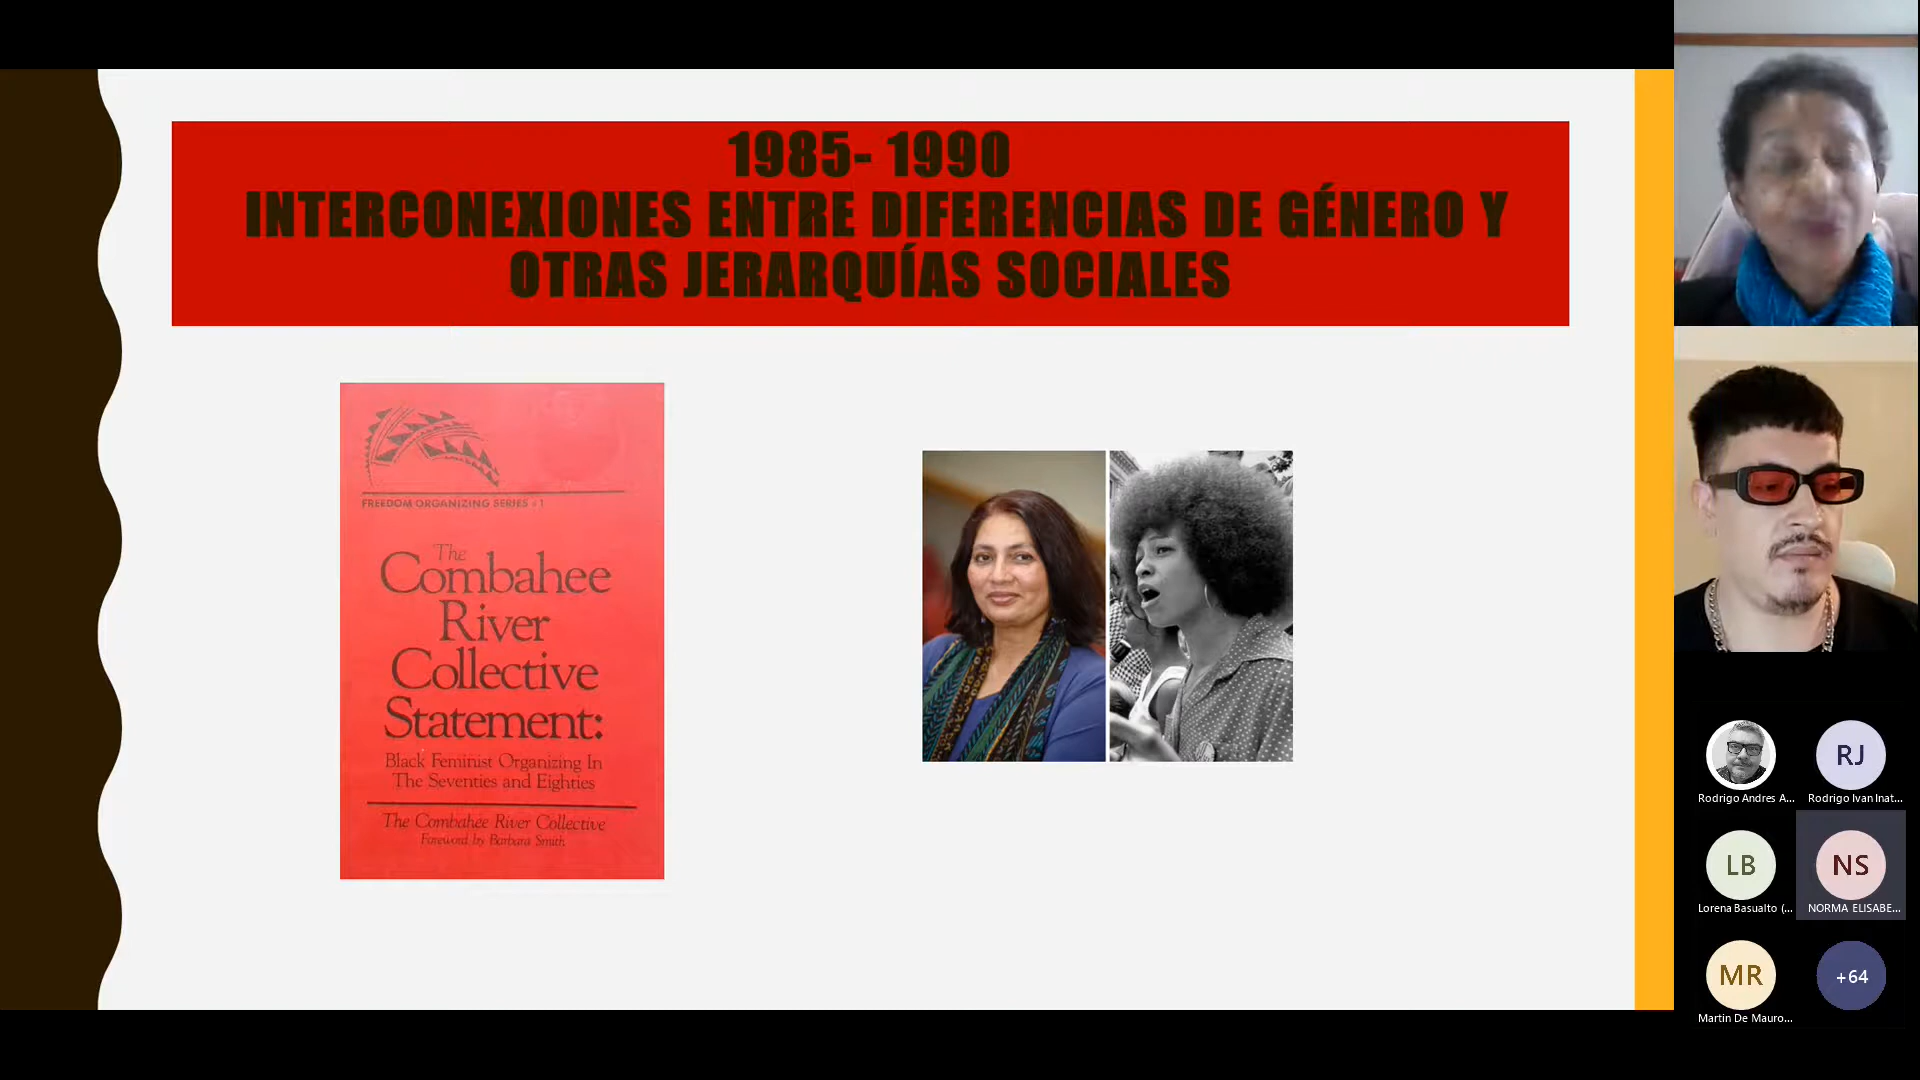 1985- 1990
INTERCONEXIONES ENTRE DIFERENCIAS DE GÉNERO Y
OTRAS JERARQUÍAS SOCIALES
FREEDOM ORGANIZING SERIES #1
The
Combahee
River
Collective
Statement:
Black Feminist Organizing In
The Seventies and Eighties
The Combahee River Collective
Foreword by Barbara Smith
Rodrigo Andres A...
RJ
Rodrigo Ivan Inat...
LB
Lorena Basualto (...
NS
NORMA ELISABE...
MR
Martin De Mauro...
+64